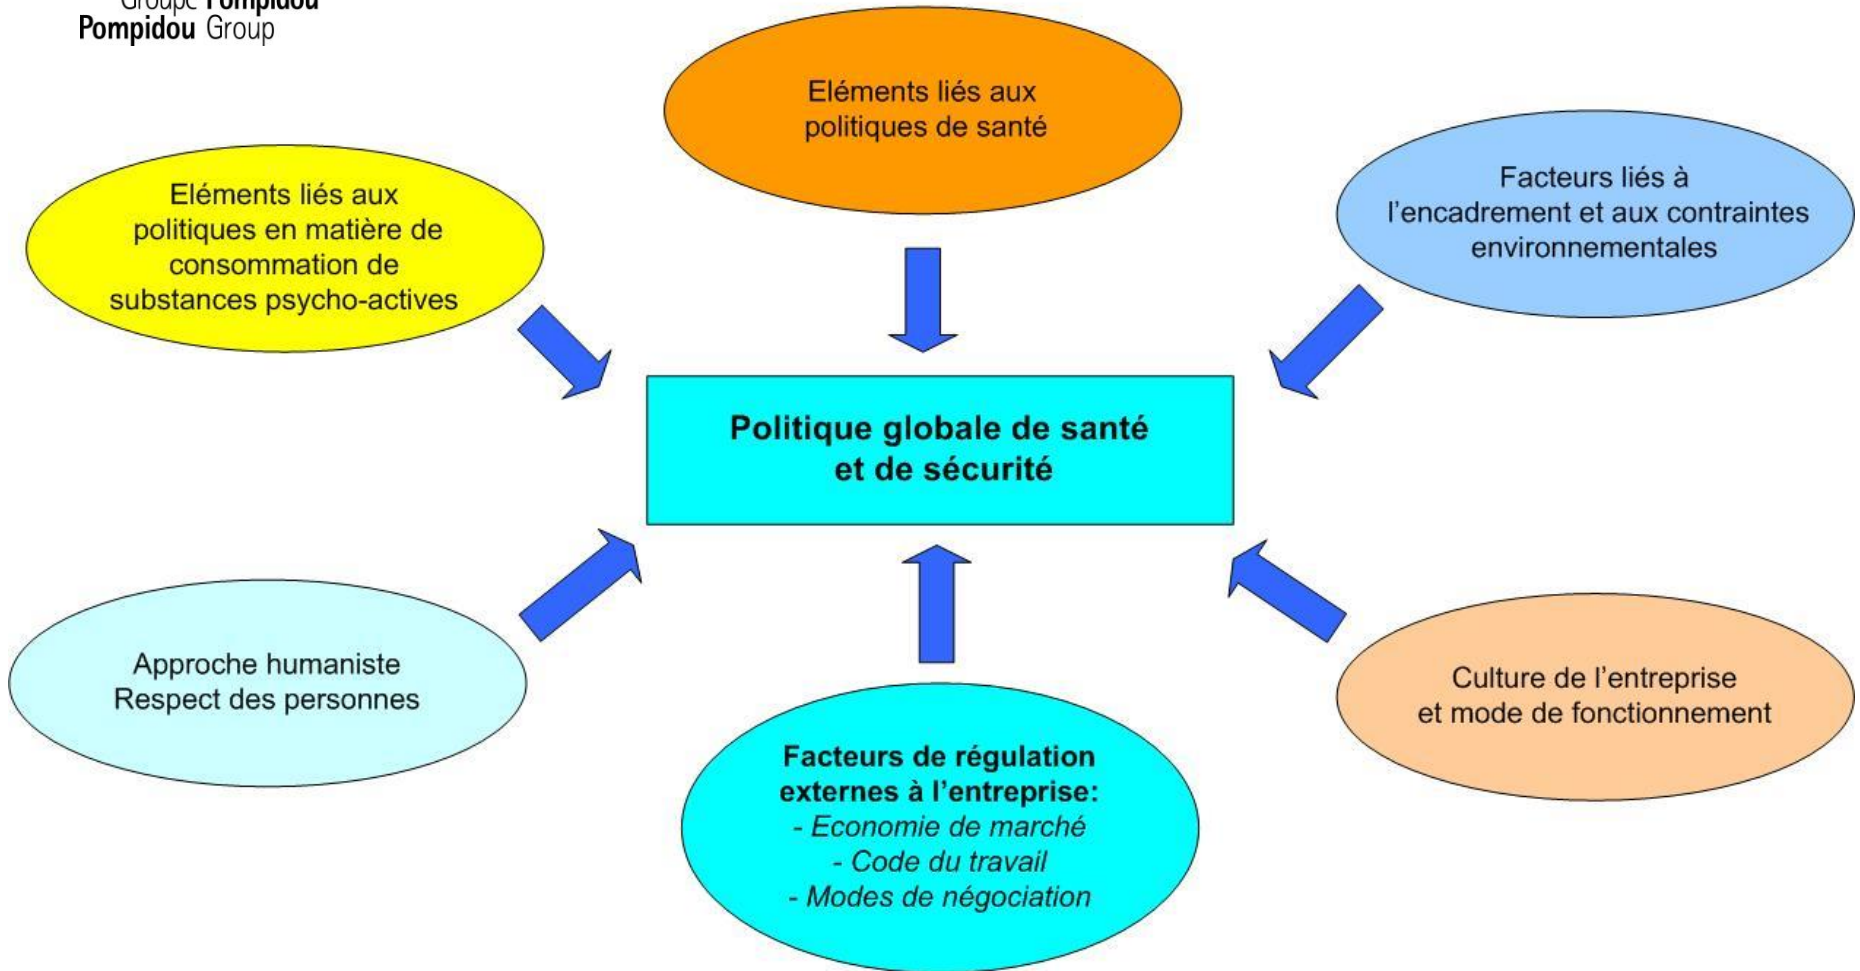 Groupe Pompidou
Pompidou Group
Eléments liés aux
politiques de santé
Eléments liés aux
politiques en matière de
consommation de
substances psycho-actives
Facteurs liés à
l’encadrement et aux contraintes
environnementales
Politique globale de santé
et de sécurité
Approche humaniste
Respect des personnes
Facteurs de régulation
externes à l’entreprise:
- Economie de marché
- Code du travail
- Modes de négociation
Culture de l’entreprise
et mode de fonctionnement